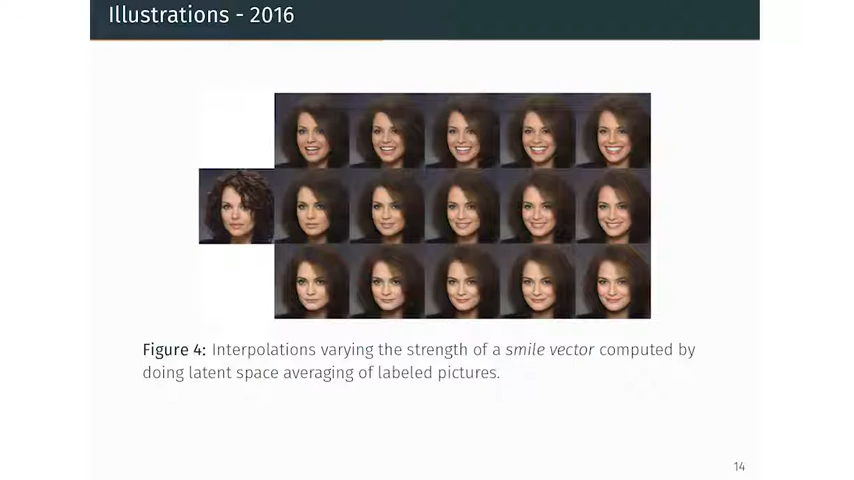 Illustrations - 2016
Figure 4: Interpolations varying the strength of a smile vector computed by
doing latent space averaging of labeled pictures.
14